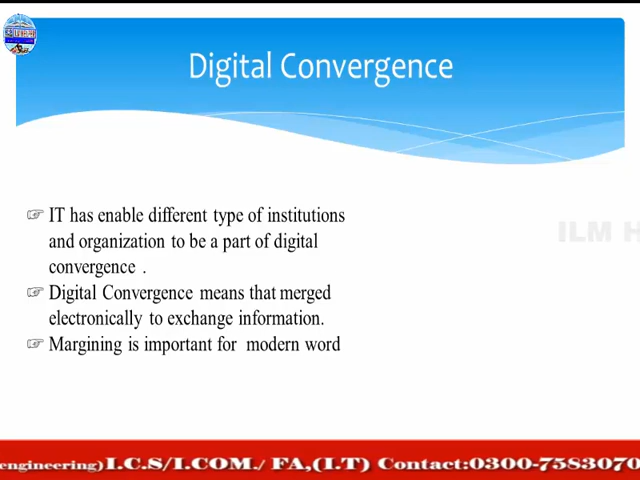 Digital Convergence
☞ IT has enable different type of institutions
and organization to be a part of digital
convergence .
☞ Digital Convergence means that merged
electronically to exchange information.
☞ Margining is important for modern word
ILM H
engineering) I.C.S/I.COM./ FA,(I.T) Contact:0300-7583070